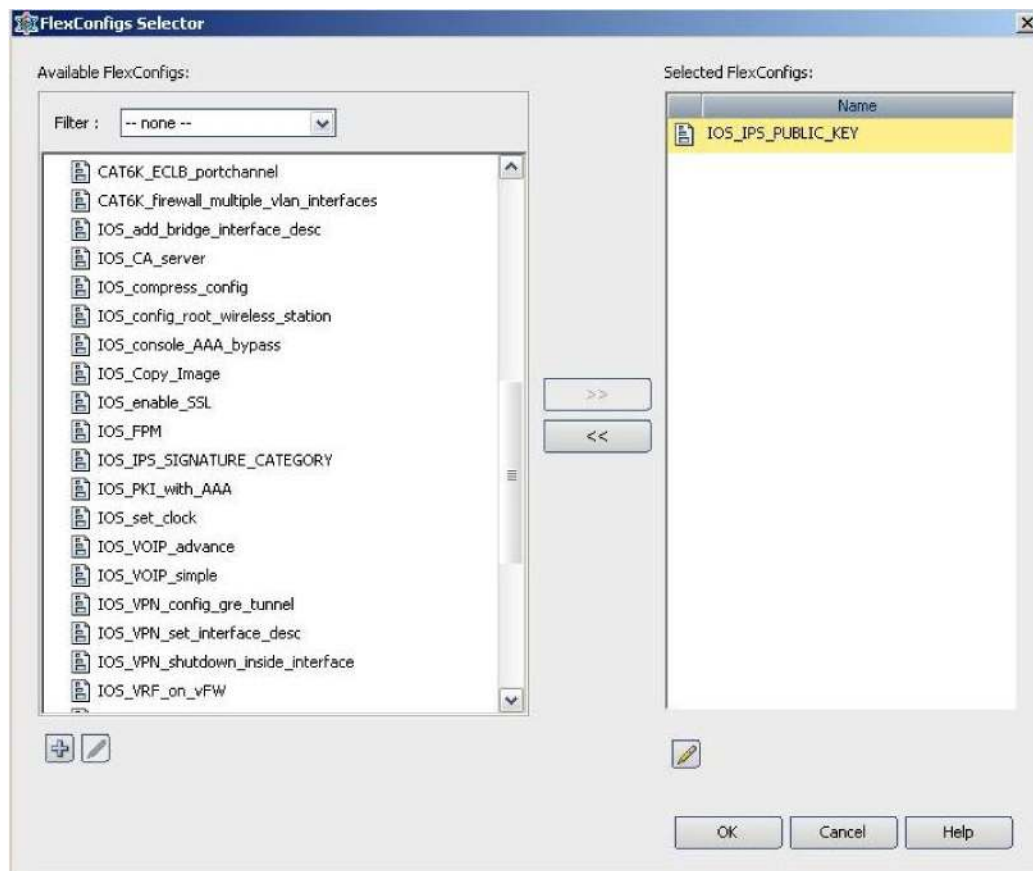 FlexConfigs Selector
Available FlexConfigs:
Filter :
-- none --
CAT6K_ECLB_portchannel
CAT6K_firewall_multiple_vlan_interfaces
IOS_add_bridge_interface_desc
IOS_CA_server
IOS_compress_config
IOS_config_root_wireless_station
IOS_console_AAA_bypass
IOS_Copy_Image
IOS_enable_SSL
IOS_FPM
IOS_IPS_SIGNATURE_CATEGORY
IOS_PKI_with_AAA
IOS_set_clock
IOS_VOIP_advance
IOS_VOIP_simple
IOS_VPN_config_gre_tunnel
IOS_VPN_set_interface_desc
IOS_VPN_shutdown_inside_interface
IOS_VRF_on_vFW
>>
<<
Selected FlexConfigs:
Name
IOS_IPS_PUBLIC_KEY
OK
Cancel
Help